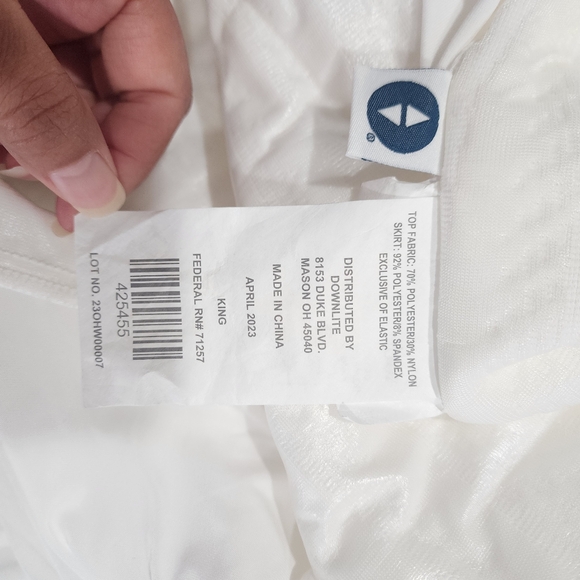 TOP FABRIC: 70% POLYESTER/30% NYLON
SKIRT: 92% POLYESTER/8% SPANDEX
EXCLUSIVE OF ELASTIC
DISTRIBUTED BY
DOWNLITE
8153 DUKE BLVD.
MASON OH 45040
MADE IN CHINA
APRIL 2023
KING
FEDERAL RN# 71257
425455
LOT NO. 23OHW00007
®